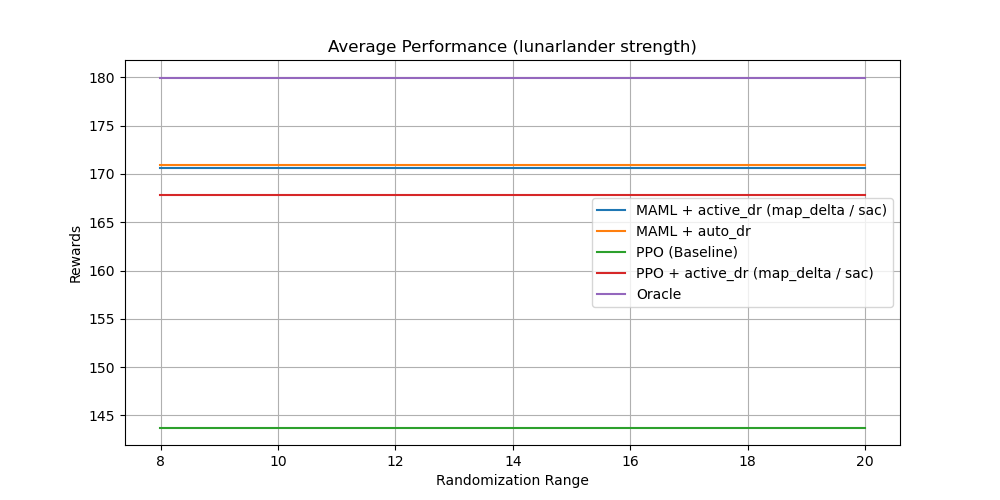 Average Performance (lunarlander strength)
180
175
170
165
160
155
150
145
Rewards
MAML + active_dr (map_delta / sac)
MAML + auto_dr
PPO (Baseline)
PPO + active_dr (map_delta / sac)
Oracle
8 10 12 14 16 18 20
Randomization Range